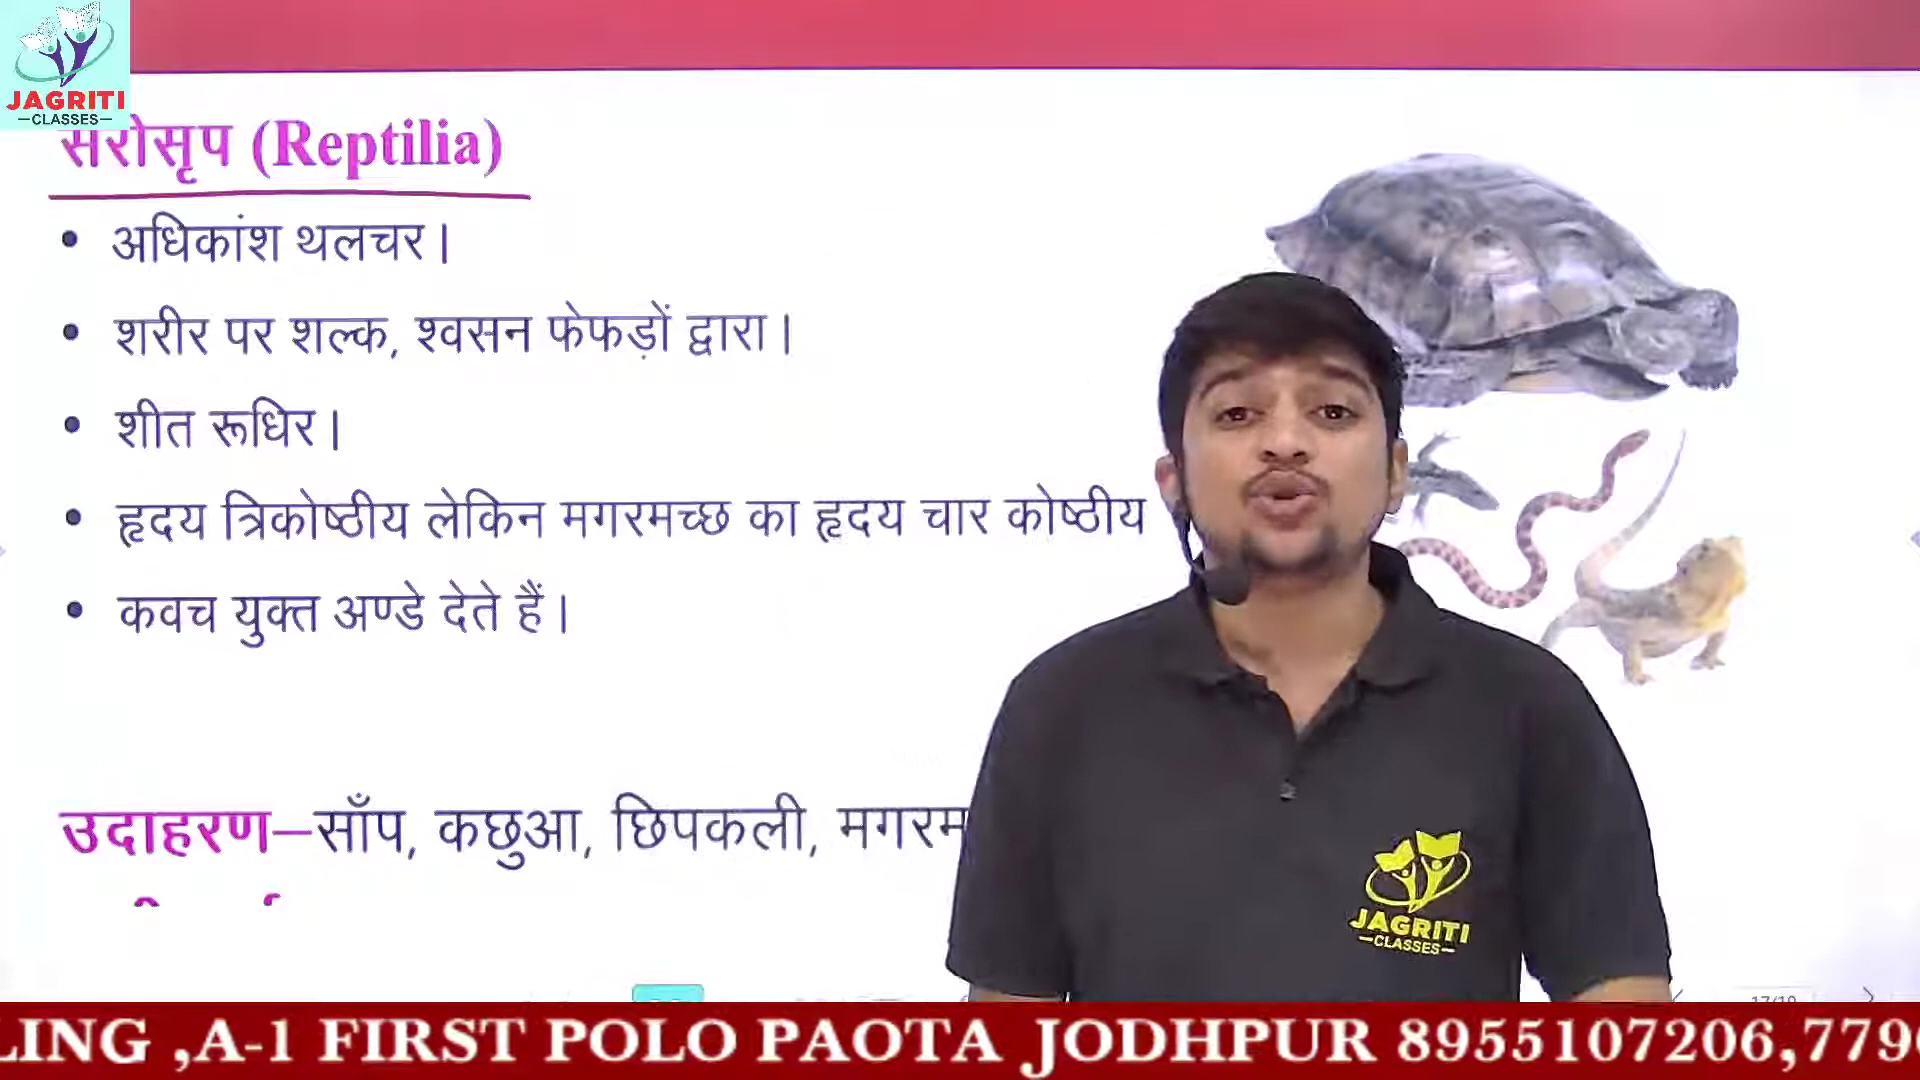 JAGRITI
CLASSES
सरीसृप (Reptilia)
• अधिकांश थलचर।
• शरीर पर शल्क, श्वसन फेफड़ों द्वारा।
• शीत रूधिर।
• हृदय त्रिकोष्ठीय लेकिन मगरमच्छ का हृदय चार कोष्ठीय
• कवच युक्त अण्डे देते हैं।
उदाहरण–साँप, कछुआ, छिपकली,
JAGRITI
CLASSES
,A-1 FIRST POLO PAOTA JODHPUR 8955107206,